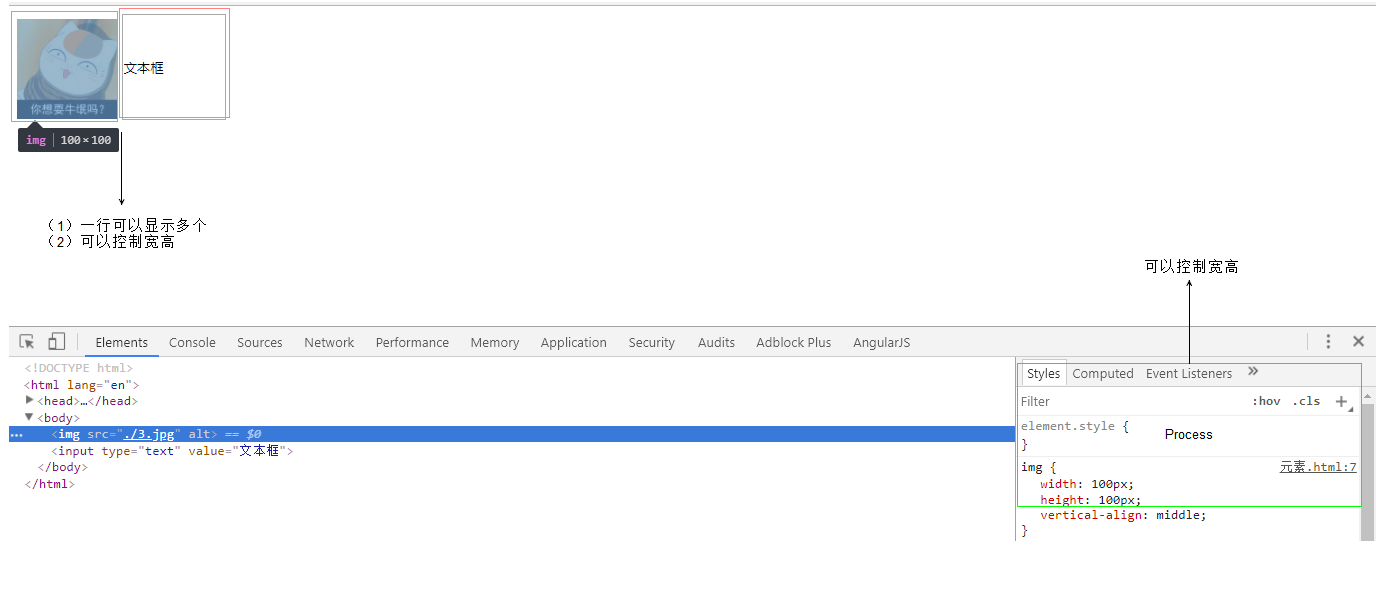 文本框
你想要牛氓吗？
img 100×100
（1）一行可以显示多个
（2）可以控制宽高
可以控制宽高
Elements Console Sources Network Performance Memory Application Security Audits Adblock Plus AngularJS
<!DOCTYPE html>
<html lang="en">
<head>…</head>
<body>
<img src="./3.jpg" alt> == $0
<input type="text" value="文本框">
</body>
</html>
Styles Computed Event Listeners »
Filter :hov .cls +
element.style {
Process
}
img { 元素.html:7
width: 100px;
height: 100px;
vertical-align: middle;
}